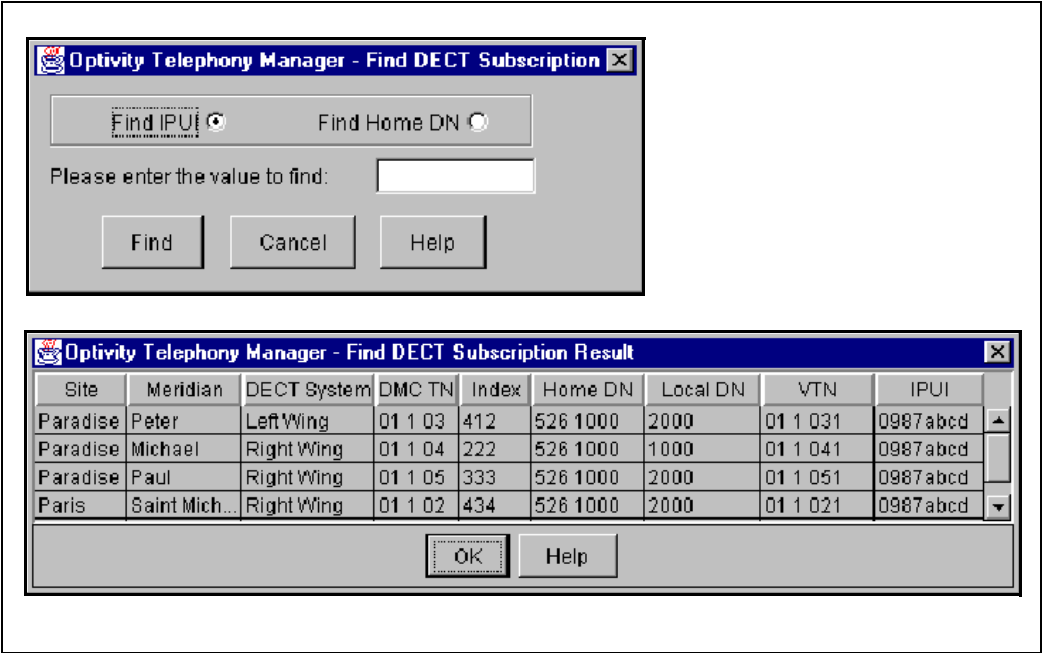 Optivity Telephony Manager - Find DECT Subscription
Find IPUI Find Home DN
Please enter the value to find:
Find Cancel Help
Optivity Telephony Manager - Find DECT Subscription Result
Site Meridian DECT System DMC TN Index Home DN Local DN VTN IPUI
Paradise Peter Left Wing 01 1 03 412 526 1000 2000 01 1 031 0987abcd
Paradise Michael Right Wing 01 1 04 222 526 1000 1000 01 1 041 0987abcd
Paradise Paul Right Wing 01 1 05 333 526 1000 2000 01 1 051 0987abcd
Paris Saint Mich... Right Wing 01 1 02 434 526 1000 2000 01 1 021 0987abcd
OK Help